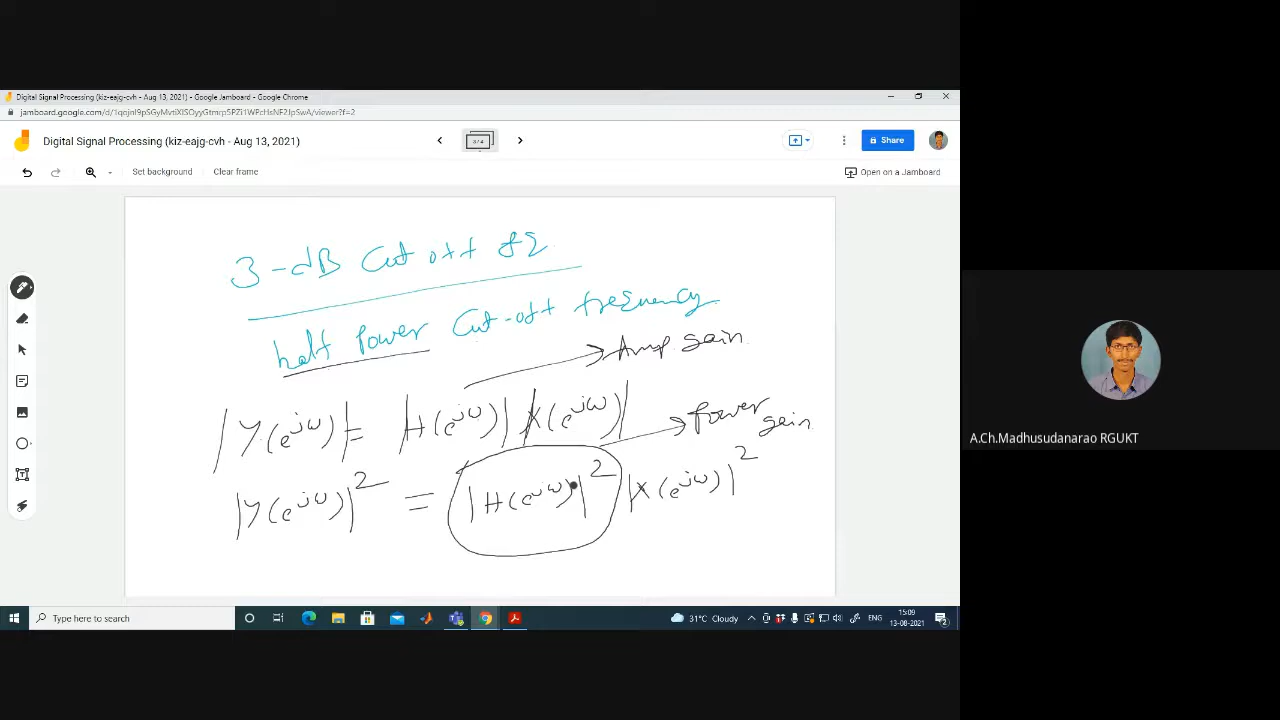 Digital Signal Processing (kiz-eajg-cvh - Aug 13, 2021) - Google Jamboard - Google Chrome
Digital Signal Processing (kiz-eajg-cvh - Aug 13, 2021)
3/4
Share
Set background
Clear frame
Open on a Jamboard
3-dB Cut off
half Power Cut-off frequency
Amp. gain
|Y(e^jω)| = |H(e^jω)| |X(e^jω)|
Power gain
|Y(e^jω)|^2 = |H(e^jω)|^2 |X(e^jω)|^2
A.Ch.Madhusudanarao RGUKT
Type here to search
31°C Cloudy
ENG
15:09
13-08-2021
2